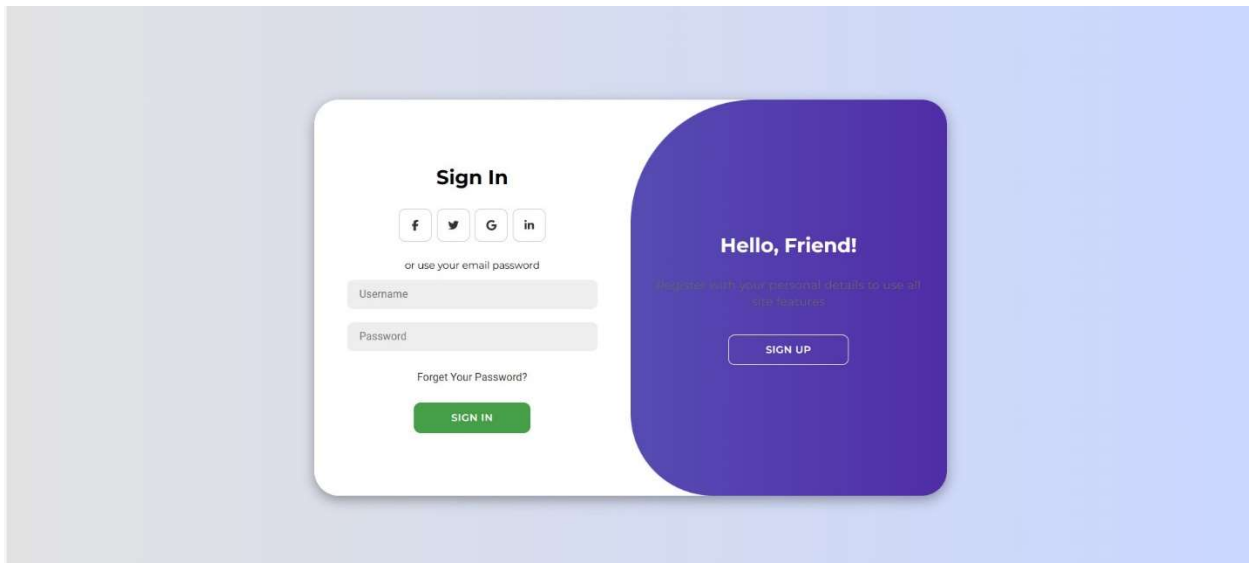 Sign In
f G in
or use your email password
Username
Password
Forget Your Password?
SIGN IN
Hello, Friend!
Register with your personal details to use all
site features
SIGN UP